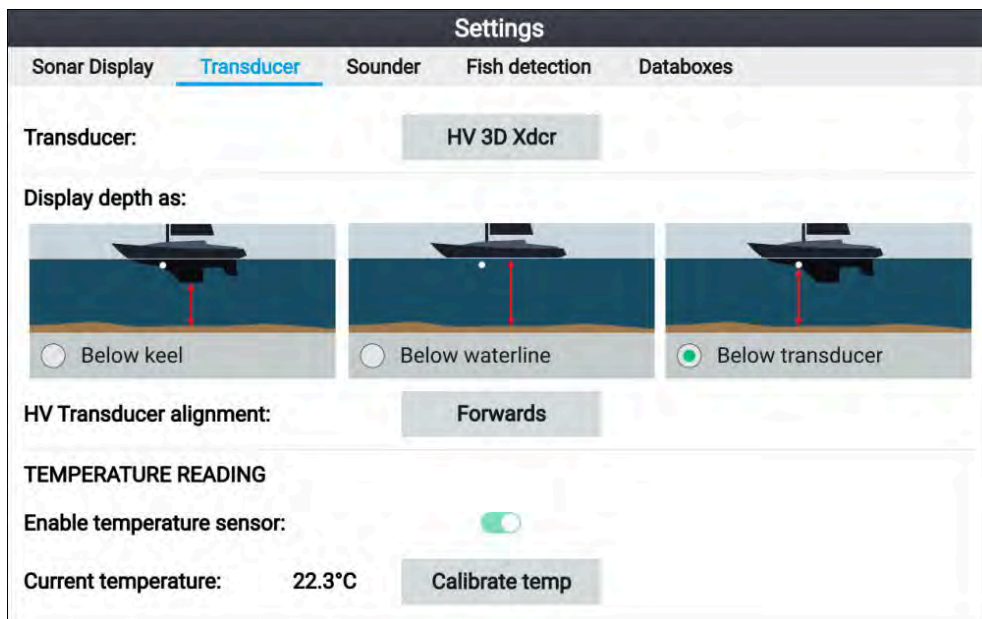 Settings
Sonar Display Transducer Sounder Fish detection Databoxes
Transducer: HV 3D Xdcr
Display depth as:
Below keel Below waterline Below transducer
HV Transducer alignment: Forwards
TEMPERATURE READING
Enable temperature sensor:
Current temperature: 22.3°C Calibrate temp